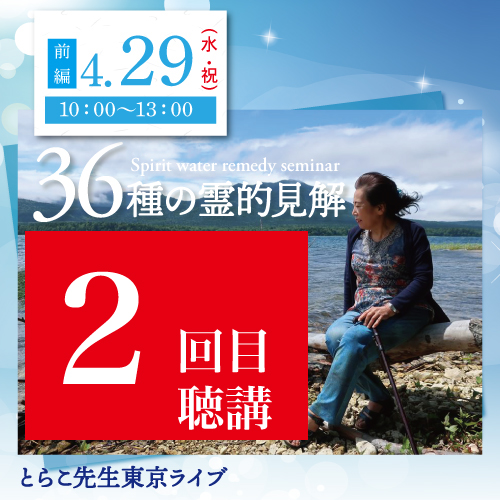 前編
4.29
(水・祝)
10：00～13：00
Spirit water remedy seminar
36種の霊的見解
2回目
聴講
とらこ先生東京ライブ